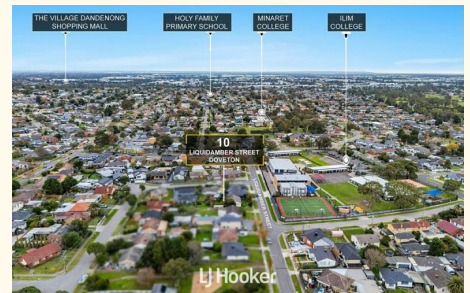 THE VILLAGE DANDENONG
SHOPPING MALL
HOLY FAMILY
PRIMARY SCHOOL
MINARET
COLLEGE
ILIM
COLLEGE
10
LIQUIDAMBER STREET
DOVETON
LJ Hooker